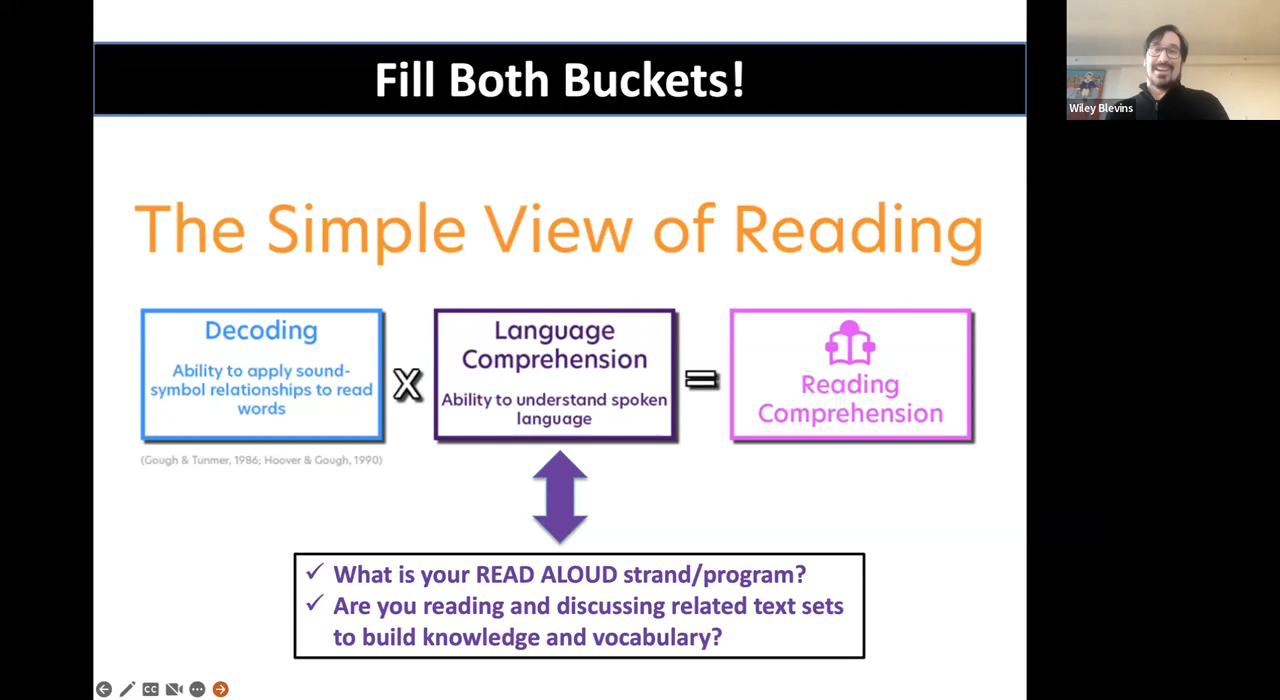 Fill Both Buckets!
Wiley Blevins
The Simple View of Reading
Decoding
Ability to apply sound-
symbol relationships to read
words
x
Language
Comprehension
Ability to understand spoken
language
=
Reading
Comprehension
(Gough & Tunmer, 1986; Hoover & Gough, 1990)
✓ What is your READ ALOUD strand/program?
✓ Are you reading and discussing related text sets
to build knowledge and vocabulary?
CC